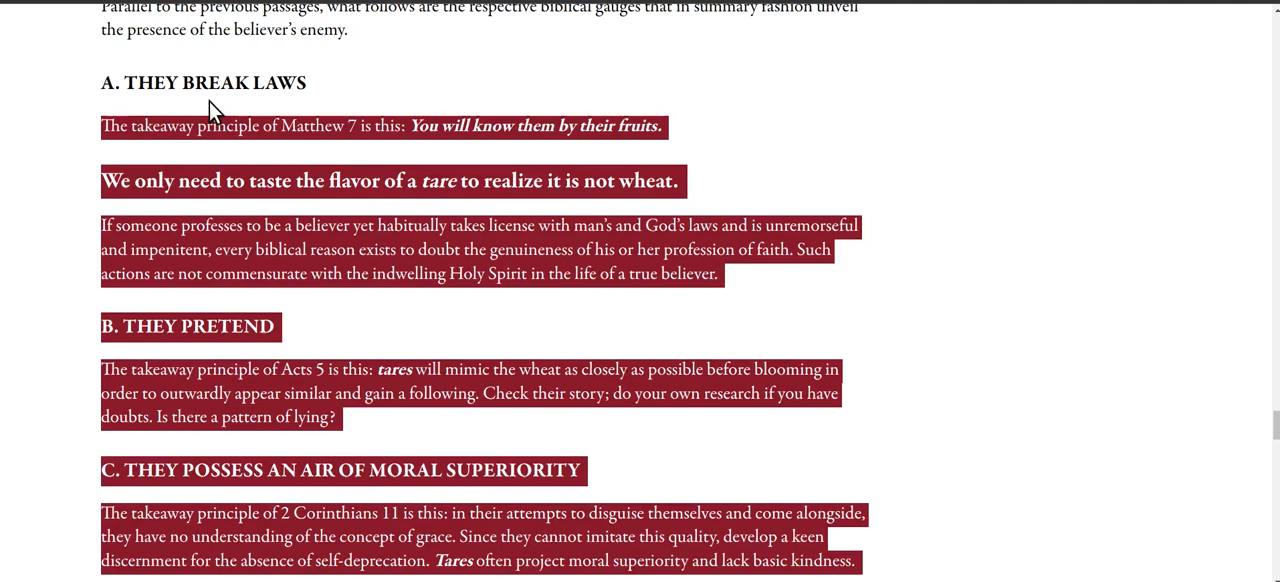 Parallel to the previous passages, what follows are the respective biblical gauges that in summary fashion unveil
the presence of the believer's enemy.
A. THEY BREAK LAWS
The takeaway principle of Matthew 7 is this: You will know them by their fruits.
We only need to taste the flavor of a tare to realize it is not wheat.
If someone professes to be a believer yet habitually takes license with man's and God's laws and is unremorseful
and impenitent, every biblical reason exists to doubt the genuineness of his or her profession of faith. Such
actions are not commensurate with the indwelling Holy Spirit in the life of a true believer.
B. THEY PRETEND
The takeaway principle of Acts 5 is this: tares will mimic the wheat as closely as possible before blooming in
order to outwardly appear similar and gain a following. Check their story; do your own research if you have
doubts. Is there a pattern of lying?
C. THEY POSSESS AN AIR OF MORAL SUPERIORITY
The takeaway principle of 2 Corinthians 11 is this: in their attempts to disguise themselves and come alongside,
they have no understanding of the concept of grace. Since they cannot imitate this quality, develop a keen
discernment for the absence of self-deprecation. Tares often project moral superiority and lack basic kindness.